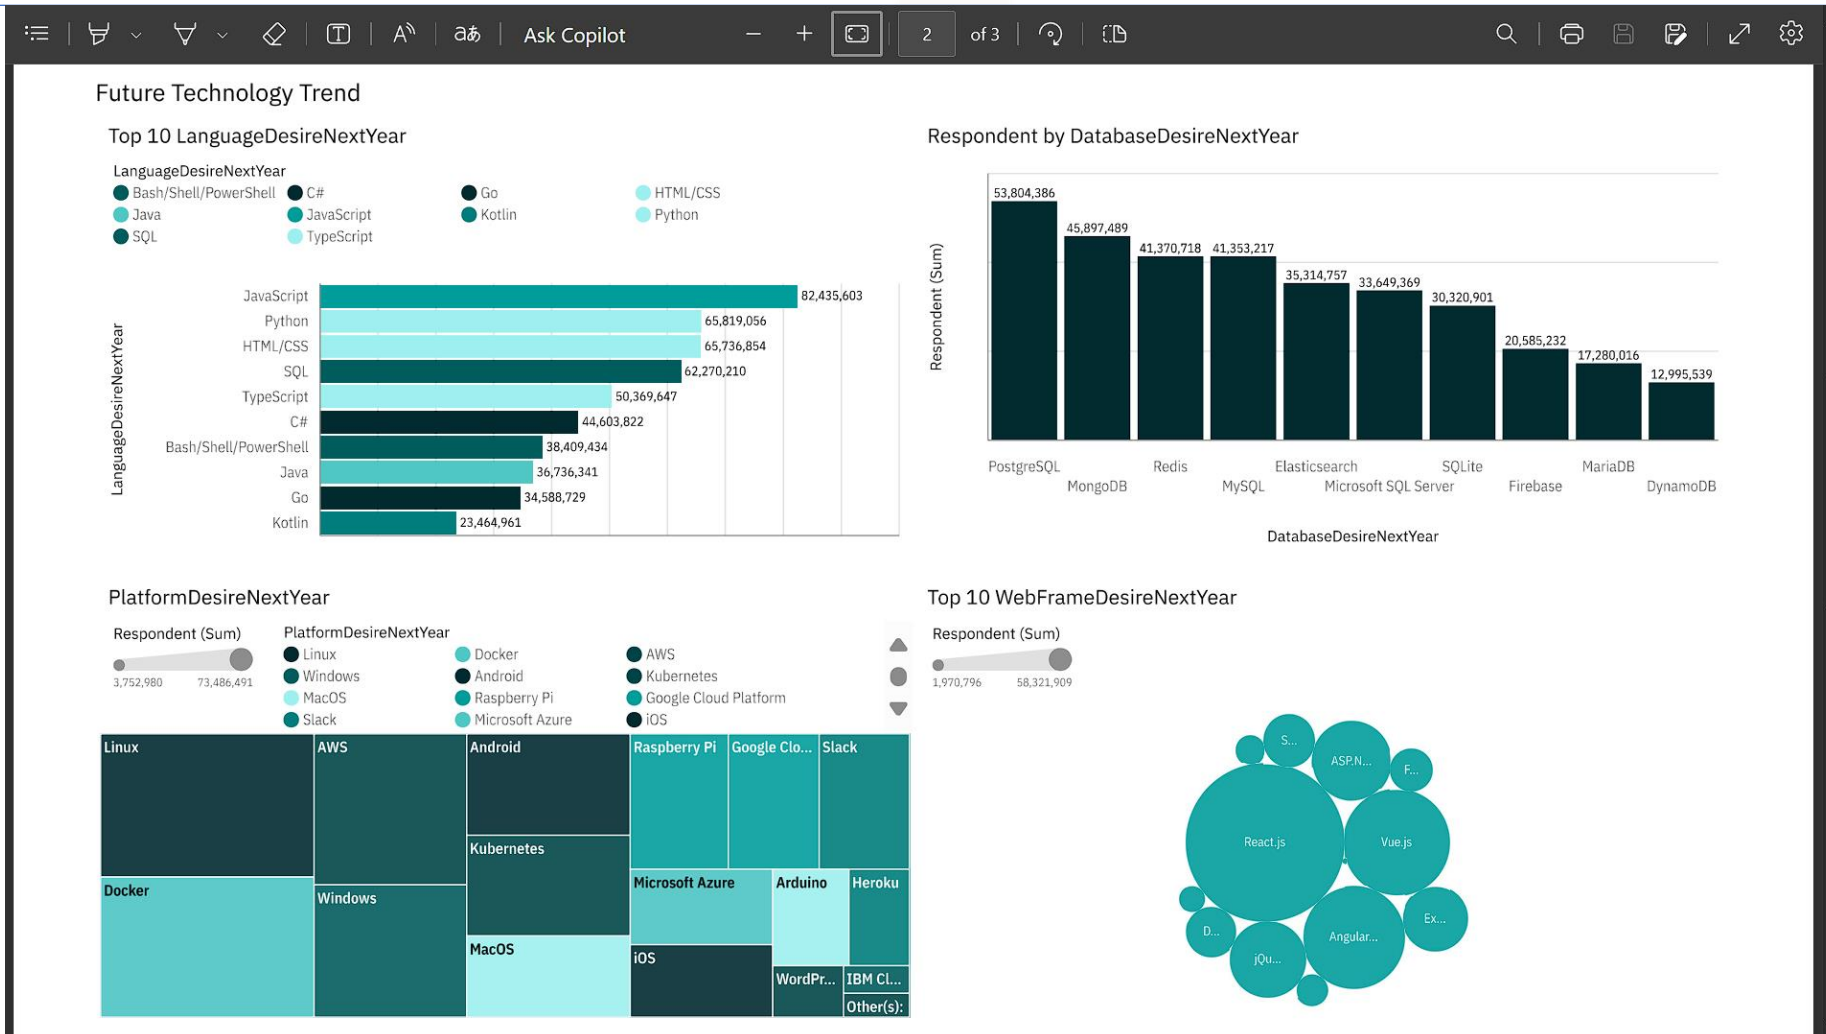 Ask Copilot
2 of 3
Future Technology Trend
Top 10 LanguageDesireNextYear
LanguageDesireNextYear
Bash/Shell/PowerShell C# Go HTML/CSS
Java JavaScript Kotlin Python
SQL TypeScript
LanguageDesireNextYear
JavaScript 82,435,603
Python 65,819,056
HTML/CSS 65,736,854
SQL 62,270,210
TypeScript 50,369,647
C# 44,603,822
Bash/Shell/PowerShell 38,409,434
Java 36,736,341
Go 34,588,729
Kotlin 23,464,961
Respondent by DatabaseDesireNextYear
Respondent (Sum)
53,804,386
45,897,489
41,370,718
41,353,217
35,314,757
33,649,369
30,320,901
20,585,232
17,280,016
12,995,539
PostgreSQL
MongoDB
Redis
MySQL
Elasticsearch
Microsoft SQL Server
SQLite
Firebase
MariaDB
DynamoDB
DatabaseDesireNextYear
PlatformDesireNextYear
Respondent (Sum)
3,752,980 73,486,491
PlatformDesireNextYear
Linux Docker AWS
Windows Android Kubernetes
MacOS Raspberry Pi Google Cloud Platform
Slack Microsoft Azure iOS
Linux
Docker
AWS
Windows
Android
Kubernetes
MacOS
Raspberry Pi
Google Clo...
Slack
Microsoft Azure
Arduino
Heroku
iOS
WordPr...
IBM Cl...
Other(s):
Top 10 WebFrameDesireNextYear
Respondent (Sum)
1,970,796 58,321,909
S...
ASP.N...
F...
React.js
Vue.js
Ex...
Angular...
D...
jQu...